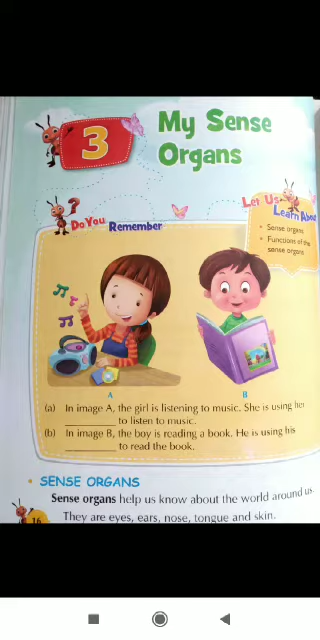 3
My Sense
Organs
?
Do You Remember
Let Us
Learn About
• Sense organs
• Functions of the
sense organs
A
B
(a) In image A, the girl is listening to music. She is using her
__________ to listen to music.
(b) In image B, the boy is reading a book. He is using his
__________ to read the book.
• SENSE ORGANS
Sense organs help us know about the world around us.
They are eyes, ears, nose, tongue and skin.
16